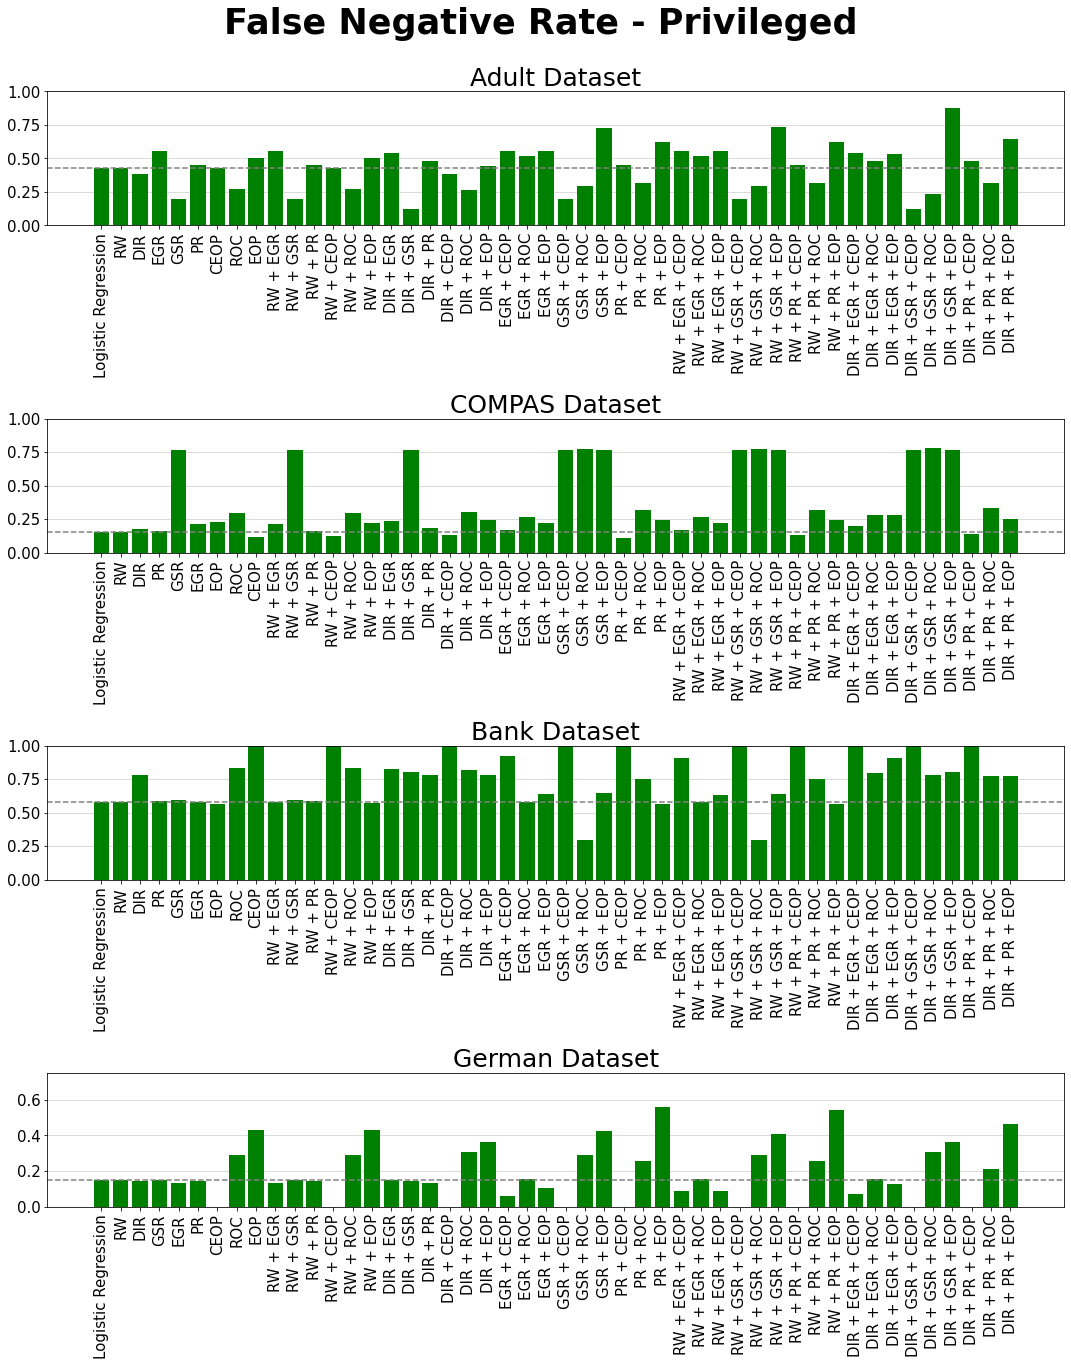 False Negative Rate - Privileged
Adult Dataset
1.00
0.75
0.50
0.25
0.00
Logistic Regression
RW
DIR
EGR
GSR
PR
CEOP
ROC
EOP
RW + EGR
RW + GSR
RW + PR
RW + CEOP
RW + ROC
RW + EOP
DIR + EGR
DIR + GSR
DIR + PR
DIR + CEOP
DIR + ROC
DIR + EOP
EGR + CEOP
EGR + ROC
EGR + EOP
GSR + CEOP
GSR + ROC
GSR + EOP
PR + CEOP
PR + ROC
PR + EOP
RW + EGR + CEOP
RW + EGR + ROC
RW + EGR + EOP
RW + GSR + CEOP
RW + GSR + ROC
RW + GSR + EOP
RW + PR + CEOP
RW + PR + ROC
RW + PR + EOP
DIR + EGR + CEOP
DIR + EGR + ROC
DIR + EGR + EOP
DIR + GSR + CEOP
DIR + GSR + ROC
DIR + GSR + EOP
DIR + PR + CEOP
DIR + PR + ROC
DIR + PR + EOP
COMPAS Dataset
1.00
0.75
0.50
0.25
0.00
Logistic Regression
RW
DIR
PR
GSR
EGR
EOP
ROC
CEOP
RW + EGR
RW + GSR
RW + PR
RW + CEOP
RW + ROC
RW + EOP
DIR + EGR
DIR + GSR
DIR + PR
DIR + CEOP
DIR + ROC
DIR + EOP
EGR + CEOP
EGR + ROC
EGR + EOP
GSR + CEOP
GSR + ROC
GSR + EOP
PR + CEOP
PR + ROC
PR + EOP
RW + EGR + CEOP
RW + EGR + ROC
RW + EGR + EOP
RW + GSR + CEOP
RW + GSR + ROC
RW + GSR + EOP
RW + PR + CEOP
RW + PR + ROC
RW + PR + EOP
DIR + EGR + CEOP
DIR + EGR + ROC
DIR + EGR + EOP
DIR + GSR + CEOP
DIR + GSR + ROC
DIR + GSR + EOP
DIR + PR + CEOP
DIR + PR + ROC
DIR + PR + EOP
Bank Dataset
1.00
0.75
0.50
0.25
0.00
Logistic Regression
RW
DIR
PR
GSR
EGR
EOP
ROC
CEOP
RW + EGR
RW + GSR
RW + PR
RW + CEOP
RW + ROC
RW + EOP
DIR + EGR
DIR + GSR
DIR + PR
DIR + CEOP
DIR + ROC
DIR + EOP
EGR + CEOP
EGR + ROC
EGR + EOP
GSR + CEOP
GSR + ROC
GSR + EOP
PR + CEOP
PR + ROC
PR + EOP
RW + EGR + CEOP
RW + EGR + ROC
RW + EGR + EOP
RW + GSR + CEOP
RW + GSR + ROC
RW + GSR + EOP
RW + PR + CEOP
RW + PR + ROC
RW + PR + EOP
DIR + EGR + CEOP
DIR + EGR + ROC
DIR + EGR + EOP
DIR + GSR + CEOP
DIR + GSR + ROC
DIR + GSR + EOP
DIR + PR + CEOP
DIR + PR + ROC
DIR + PR + EOP
German Dataset
0.6
0.4
0.2
0.0
Logistic Regression
RW
DIR
GSR
EGR
PR
CEOP
ROC
EOP
RW + EGR
RW + GSR
RW + PR
RW + CEOP
RW + ROC
RW + EOP
DIR + EGR
DIR + GSR
DIR + PR
DIR + CEOP
DIR + ROC
DIR + EOP
EGR + CEOP
EGR + ROC
EGR + EOP
GSR + CEOP
GSR + ROC
GSR + EOP
PR + CEOP
PR + ROC
PR + EOP
RW + EGR + CEOP
RW + EGR + ROC
RW + EGR + EOP
RW + GSR + CEOP
RW + GSR + ROC
RW + GSR + EOP
RW + PR + CEOP
RW + PR + ROC
RW + PR + EOP
DIR + EGR + CEOP
DIR + EGR + ROC
DIR + EGR + EOP
DIR + GSR + CEOP
DIR + GSR + ROC
DIR + GSR + EOP
DIR + PR + CEOP
DIR + PR + ROC
DIR + PR + EOP